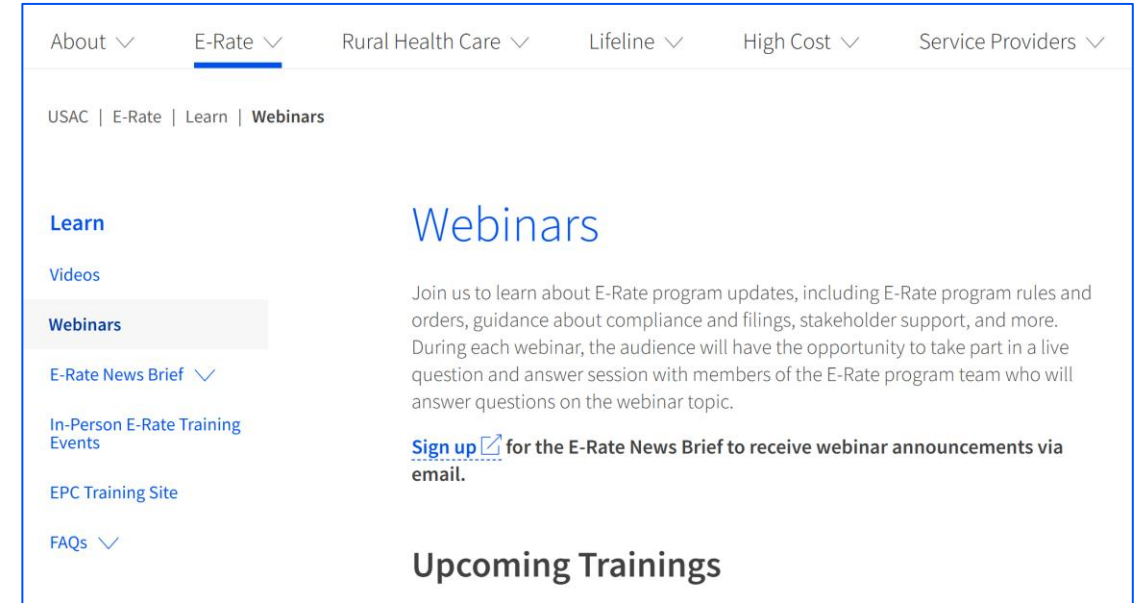 About E-Rate Rural Health Care Lifeline High Cost Service Providers
USAC | E-Rate | Learn | Webinars
Learn
Videos
Webinars
E-Rate News Brief
In-Person E-Rate Training
Events
EPC Training Site
FAQs
Webinars
Join us to learn about E-Rate program updates, including E-Rate program rules and
orders, guidance about compliance and filings, stakeholder support, and more.
During each webinar, the audience will have the opportunity to take part in a live
question and answer session with members of the E-Rate program team who will
answer questions on the webinar topic.
Sign up for the E-Rate News Brief to receive webinar announcements via
email.
Upcoming Trainings